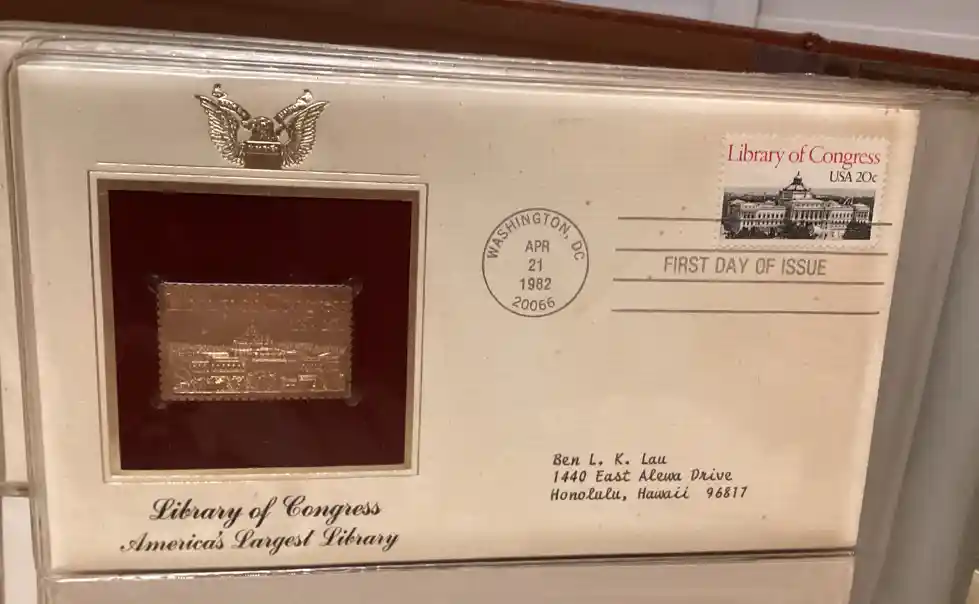 Library of Congress
USA 20c
WASHINGTON, DC
APR
21
1982
20066
FIRST DAY OF ISSUE
Ben L. K. Lau
1440 East Alewa Drive
Honolulu, Hawaii 96817
Library of Congress
America's Largest Library